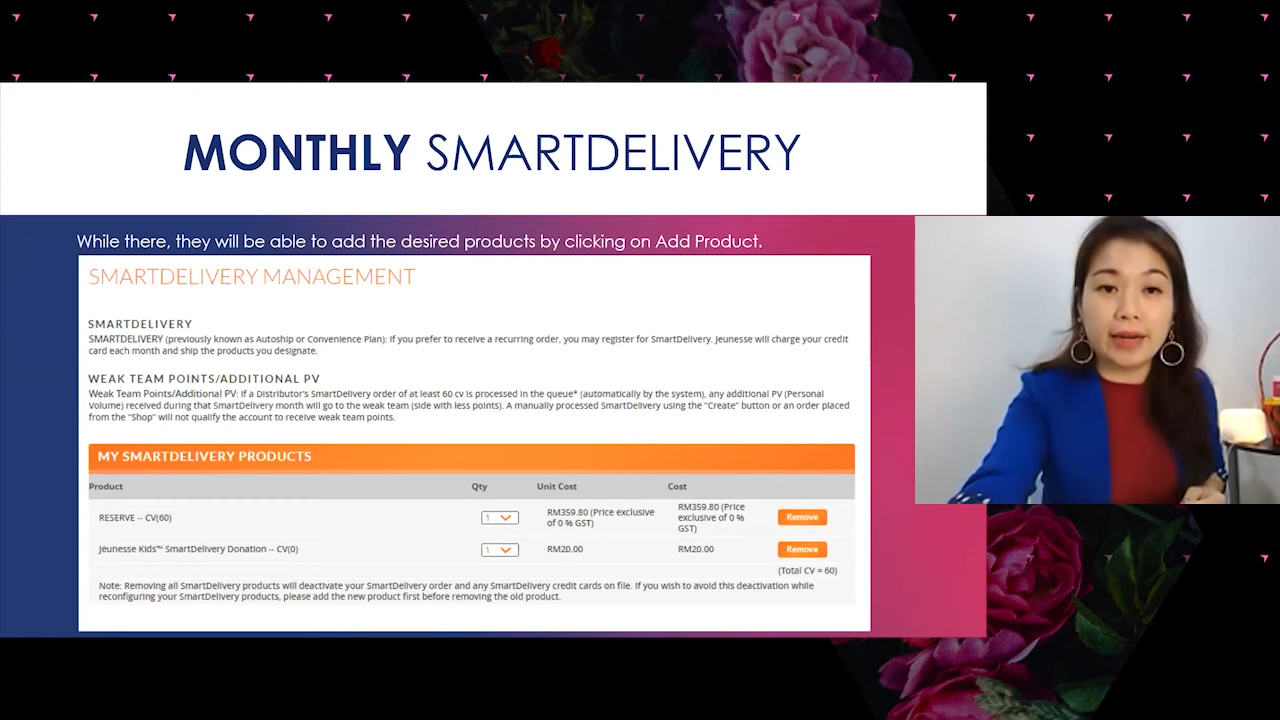 MONTHLY SMARTDELIVERY
While there, they will be able to add the desired products by clicking on Add Product.
SMARTDELIVERY MANAGEMENT
SMARTDELIVERY
SMARTDELIVERY (previously known as Autoship or Convenience Plan): If you prefer to receive a recurring order, you may register for SmartDelivery. Jeunesse will charge your credit
card each month and ship the products you designate.
WEAK TEAM POINTS/ADDITIONAL PV
Weak Team Points/Additional PV: If a Distributor's SmartDelivery order of at least 60 cv is processed in the queue* (automatically by the system), any additional PV (Personal
Volume) received during that SmartDelivery month will go to the weak team (side with less points). A manually processed SmartDelivery using the "Create" button or an order placed
from the "Shop" will not qualify the account to receive weak team points.
MY SMARTDELIVERY PRODUCTS
Product Qty Unit Cost Cost
RESERVE -- CV(60) 1 RM359.80 (Price exclusive of 0 % GST) RM359.80 (Price exclusive of 0 % GST) Remove
Jeunesse Kids™ SmartDelivery Donation -- CV(0) 1 RM20.00 RM20.00 Remove
(Total CV = 60)
Note: Removing all SmartDelivery products will deactivate your SmartDelivery order and any SmartDelivery credit cards on file. If you wish to avoid this deactivation while
reconfiguring your SmartDelivery products, please add the new product first before removing the old product.